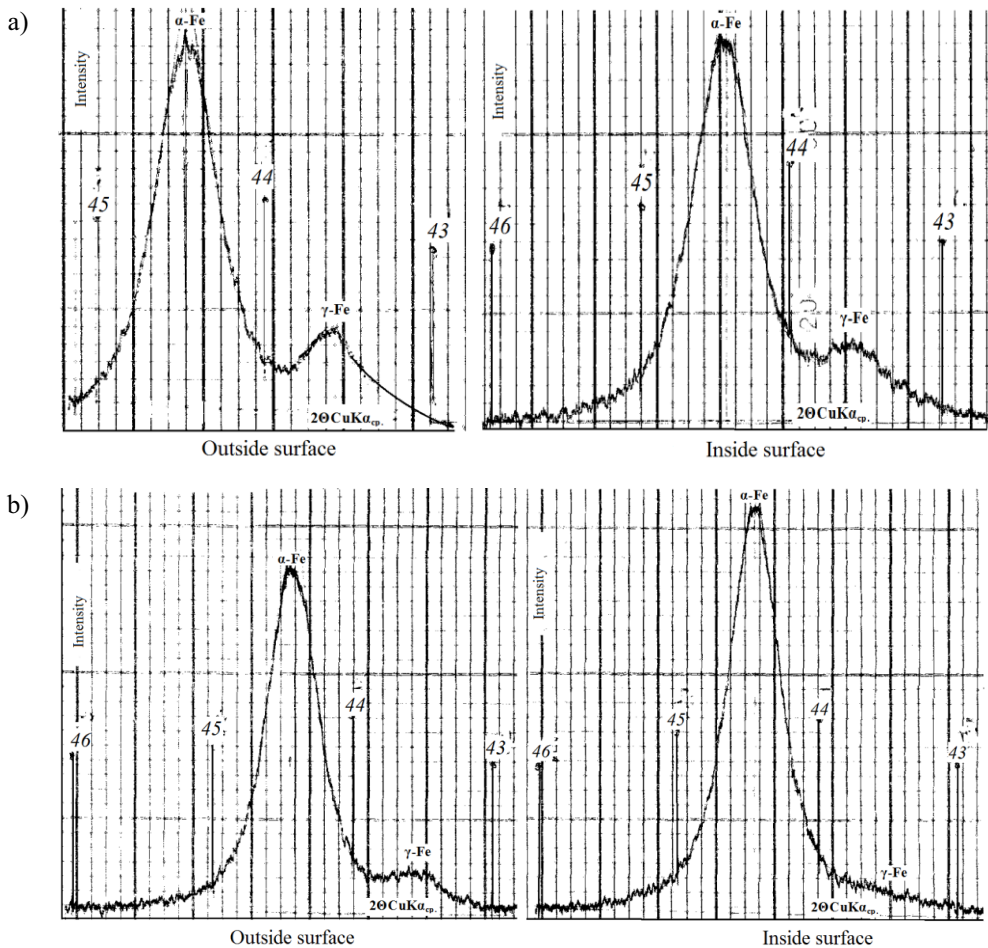 a)
Intensity
α-Fe
45
44
43
γ-Fe
2ΘCuKαcp.
Outside surface
Intensity
α-Fe
46
45
44
43
20
γ-Fe
2ΘCuKαcp.
Inside surface
b)
Intensity
α-Fe
46
45
44
43
γ-Fe
2ΘCuKαcp.
Outside surface
Intensity
α-Fe
46
45
44
43
γ-Fe
2ΘCuKαcp.
Inside surface